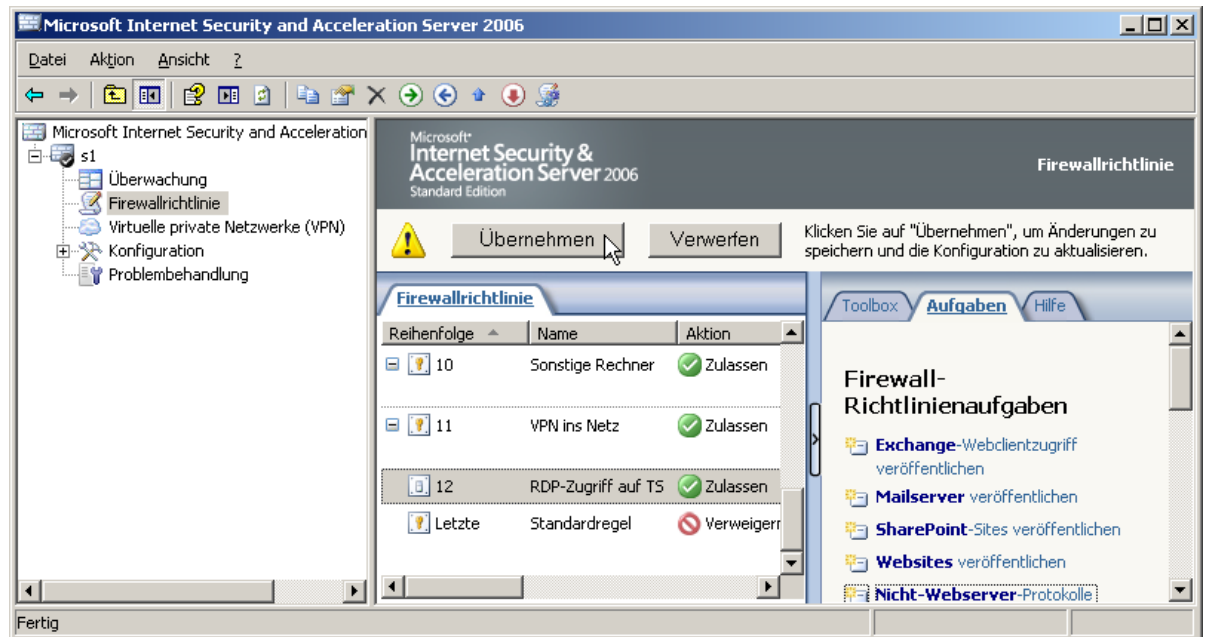 Microsoft Internet Security and Acceleration Server 2006
Datei Aktion Ansicht ?
Microsoft Internet Security and Acceleration
s1
Überwachung
Firewallrichtlinie
Virtuelle private Netzwerke (VPN)
Konfiguration
Problembehandlung
Microsoft
Internet Security &
Acceleration Server 2006
Standard Edition
Firewallrichtlinie
Übernehmen
Verwerfen
Klicken Sie auf "Übernehmen", um Änderungen zu
speichern und die Konfiguration zu aktualisieren.
Firewallrichtlinie
Reihenfolge Name Aktion
10 Sonstige Rechner Zulassen
11 VPN ins Netz Zulassen
12 RDP-Zugriff auf TS Zulassen
Letzte Standardregel Verweigern
Toolbox Aufgaben Hilfe
Firewall-
Richtlinienaufgaben
Exchange-Webclientzugriff
veröffentlichen
Mailserver veröffentlichen
SharePoint-Sites veröffentlichen
Websites veröffentlichen
Nicht-Webserver-Protokolle
Fertig